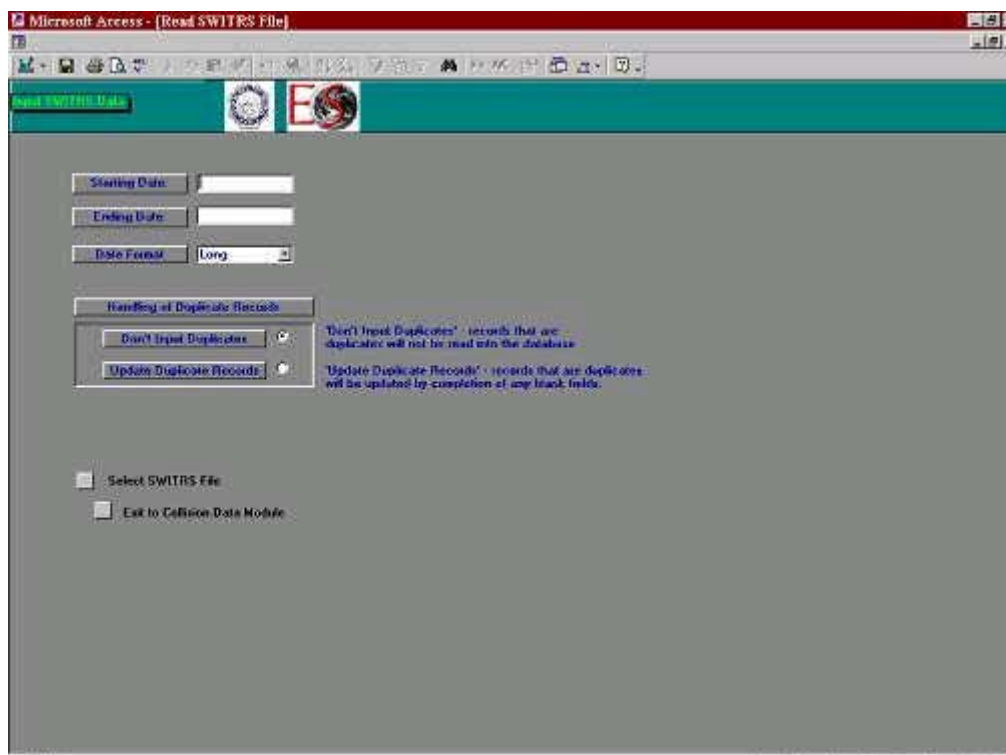 Microsoft Access - [Read SWITRS File]
Input SWITRS Data
Starting Date
Ending Date
Date Format
Long
Handling of Duplicate Records
Don't Input Duplicates
'Don't Input Duplicates' - records that are
duplicates will not be read into the database
Update Duplicate Records
'Update Duplicate Records' - records that are duplicates
will be updated by completion of any blank fields.
Select SWITRS File
Exit to Collision Data Module